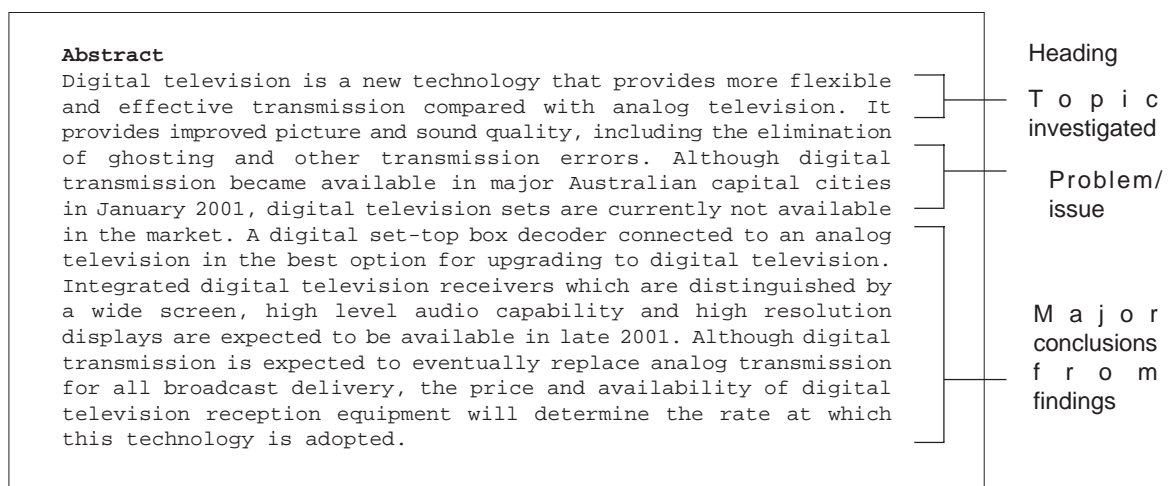 Abstract
Digital television is a new technology that provides more flexible
and effective transmission compared with analog television. It
provides improved picture and sound quality, including the elimination
of ghosting and other transmission errors. Although digital
transmission became available in major Australian capital cities
in January 2001, digital television sets are currently not available
in the market. A digital set-top box decoder connected to an analog
television in the best option for upgrading to digital television.
Integrated digital television receivers which are distinguished by
a wide screen, high level audio capability and high resolution
displays are expected to be available in late 2001. Although digital
transmission is expected to eventually replace analog transmission
for all broadcast delivery, the price and availability of digital
television reception equipment will determine the rate at which
this technology is adopted.
Heading
Topic
investigated
Problem/
issue
Major
conclusions
from
findings